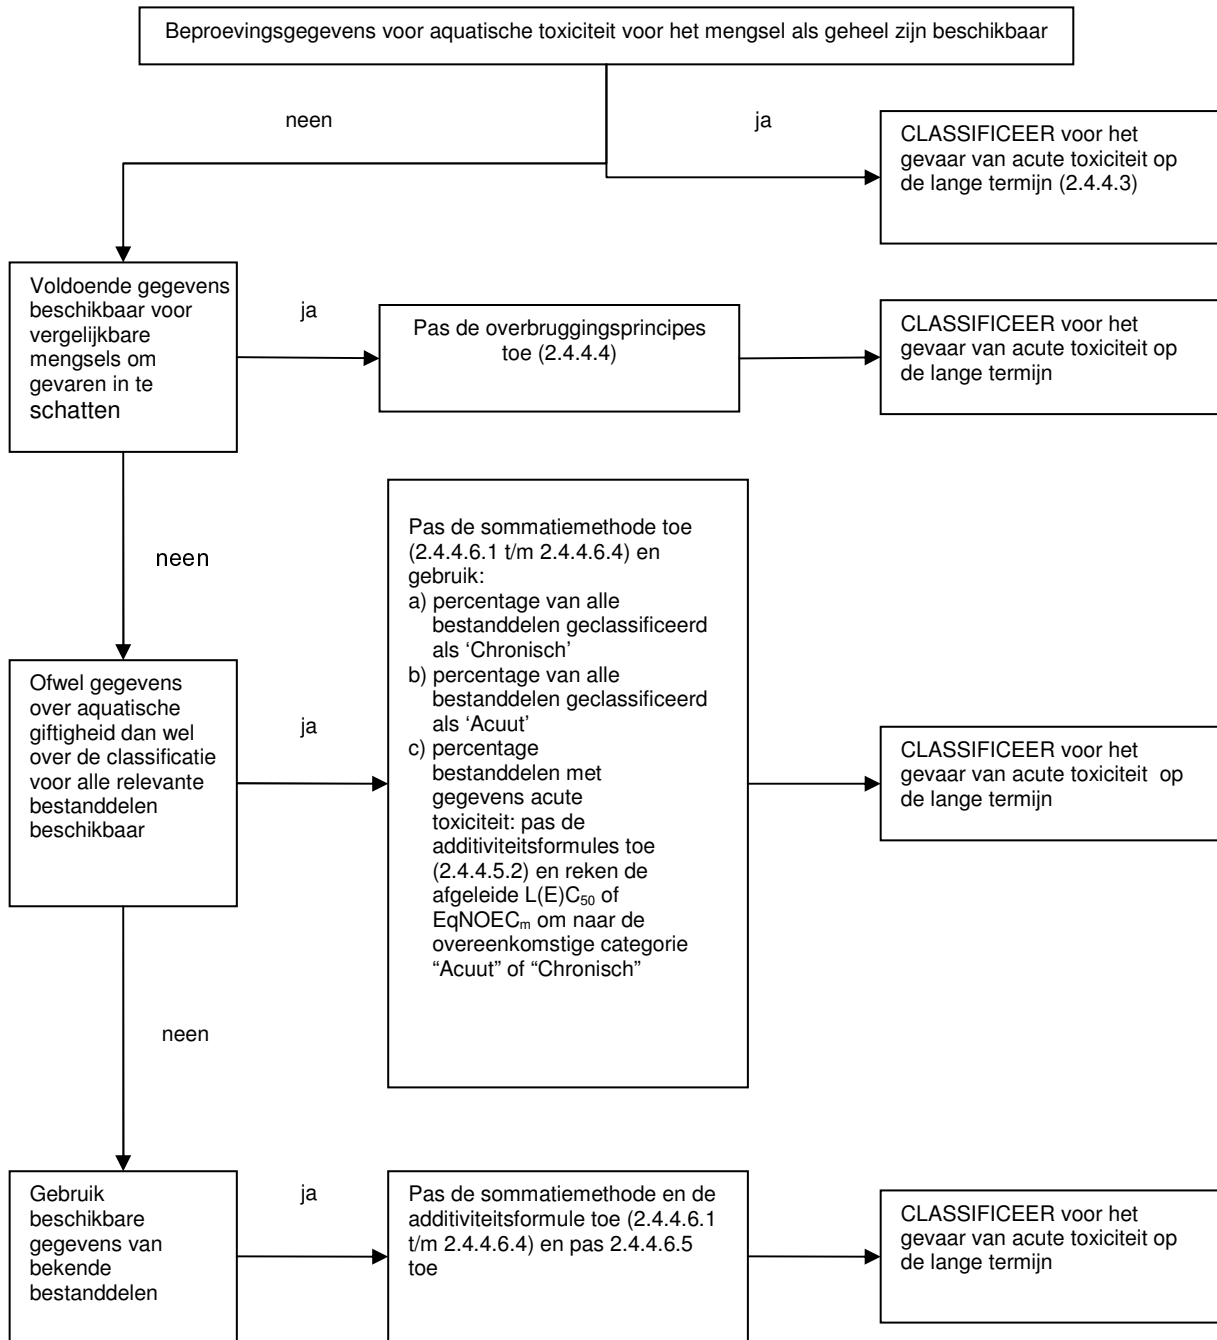 Beproevingsgegevens voor aquatische toxiciteit voor het mengsel als geheel zijn beschikbaar
neen
ja
CLASSIFICEER voor het
gevaar van acute toxiciteit op
de lange termijn (2.4.4.3)
Voldoende gegevens
beschikbaar voor
vergelijkbare
mengsels om
gevaren in te
schatten
ja
Pas de overbruggingsprincipes
toe (2.4.4.4)
CLASSIFICEER voor het
gevaar van acute toxiciteit op
de lange termijn
neen
Ofwel gegevens
over aquatische
giftigheid dan wel
over de classificatie
voor alle relevante
bestanddelen
beschikbaar
ja
Pas de sommatiemethode toe
(2.4.4.6.1 t/m 2.4.4.6.4) en
gebruik:
a) percentage van alle
bestanddelen geclassificeerd
als ‘Chronisch’
b) percentage van alle
bestanddelen geclassificeerd
als ‘Acuut’
c) percentage
bestanddelen met
gegevens acute
toxiciteit: pas de
additiviteitsformules toe
(2.4.4.5.2) en reken de
afgeleide L(E)C₅₀ of
EqNOECₘ om naar de
overeenkomstige categorie
“Acuut” of “Chronisch”
CLASSIFICEER voor het
gevaar van acute toxiciteit op
de lange termijn
neen
Gebruik
beschikbare
gegevens van
bekende
bestanddelen
ja
Pas de sommatiemethode en de
additiviteitsformule toe (2.4.4.6.1
t/m 2.4.4.6.4) en pas 2.4.4.6.5
toe
CLASSIFICEER voor het
gevaar van acute toxiciteit op
de lange termijn